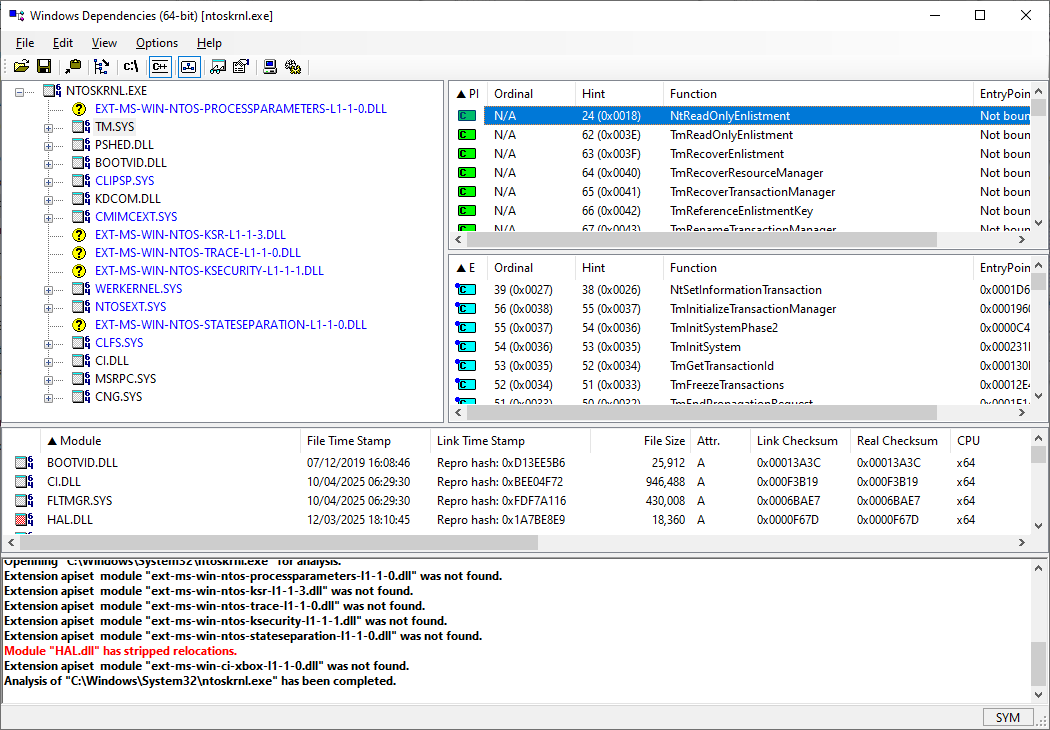 Windows Dependencies (64-bit) [ntoskrnl.exe]
File Edit View Options Help
C:\ C++
NTOSKRNL.EXE
EXT-MS-WIN-NTOS-PROCESSPARAMETERS-L1-1-0.DLL
TM.SYS
PSHED.DLL
BOOTVID.DLL
CLIPSP.SYS
KDCOM.DLL
CMIMCEXT.SYS
EXT-MS-WIN-NTOS-KSR-L1-1-3.DLL
EXT-MS-WIN-NTOS-TRACE-L1-1-0.DLL
EXT-MS-WIN-NTOS-KSECURITY-L1-1-1.DLL
WERKERNEL.SYS
NTOSEXT.SYS
EXT-MS-WIN-NTOS-STATESEPARATION-L1-1-0.DLL
CLFS.SYS
CI.DLL
MSRPC.SYS
CNG.SYS
PI Ordinal Hint Function EntryPoin
C N/A 24 (0x0018) NtReadOnlyEnlistment Not boun
C N/A 62 (0x003E) TmReadOnlyEnlistment Not boun
C N/A 63 (0x003F) TmRecoverEnlistment Not boun
C N/A 64 (0x0040) TmRecoverResourceManager Not boun
C N/A 65 (0x0041) TmRecoverTransactionManager Not boun
C N/A 66 (0x0042) TmReferenceEnlistmentKey Not boun
C N/A 67 (0x0043) TmRenameTransactionManager Not boun
E Ordinal Hint Function EntryPoin
C 39 (0x0027) 38 (0x0026) NtSetInformationTransaction 0x0001D6
C 56 (0x0038) 55 (0x0037) TmInitializeTransactionManager 0x000196
C 55 (0x0037) 54 (0x0036) TmInitSystemPhase2 0x0000C4
C 54 (0x0036) 53 (0x0035) TmInitSystem 0x000231
C 53 (0x0035) 52 (0x0034) TmGetTransactionId 0x000130
C 52 (0x0034) 51 (0x0033) TmFreezeTransactions 0x00012E
C 51 (0x0033) 50 (0x0032) TmEndPropagationRequest
Module File Time Stamp Link Time Stamp File Size Attr. Link Checksum Real Checksum CPU
BOOTVID.DLL 07/12/2019 16:08:46 Repro hash: 0xD13EE5B6 25,912 A 0x00013A3C 0x00013A3C x64
CI.DLL 10/04/2025 06:29:30 Repro hash: 0xBEE04F72 946,488 A 0x000F3B19 0x000F3B19 x64
FLTMGR.SYS 10/04/2025 06:29:30 Repro hash: 0xFDF7A116 430,008 A 0x0006BAE7 0x0006BAE7 x64
HAL.DLL 12/03/2025 18:10:45 Repro hash: 0x1A7BE8E9 18,360 A 0x0000F67D 0x0000F67D x64
Openning "C:\Windows\System32\ntoskrnl.exe" for analysis.
Extension apiset module "ext-ms-win-ntos-processparameters-l1-1-0.dll" was not found.
Extension apiset module "ext-ms-win-ntos-ksr-l1-1-3.dll" was not found.
Extension apiset module "ext-ms-win-ntos-trace-l1-1-0.dll" was not found.
Extension apiset module "ext-ms-win-ntos-ksecurity-l1-1-1.dll" was not found.
Extension apiset module "ext-ms-win-ntos-stateseparation-l1-1-0.dll" was not found.
Module "HAL.dll" has stripped relocations.
Extension apiset module "ext-ms-win-ci-xbox-l1-1-0.dll" was not found.
Analysis of "C:\Windows\System32\ntoskrnl.exe" has been completed.
SYM